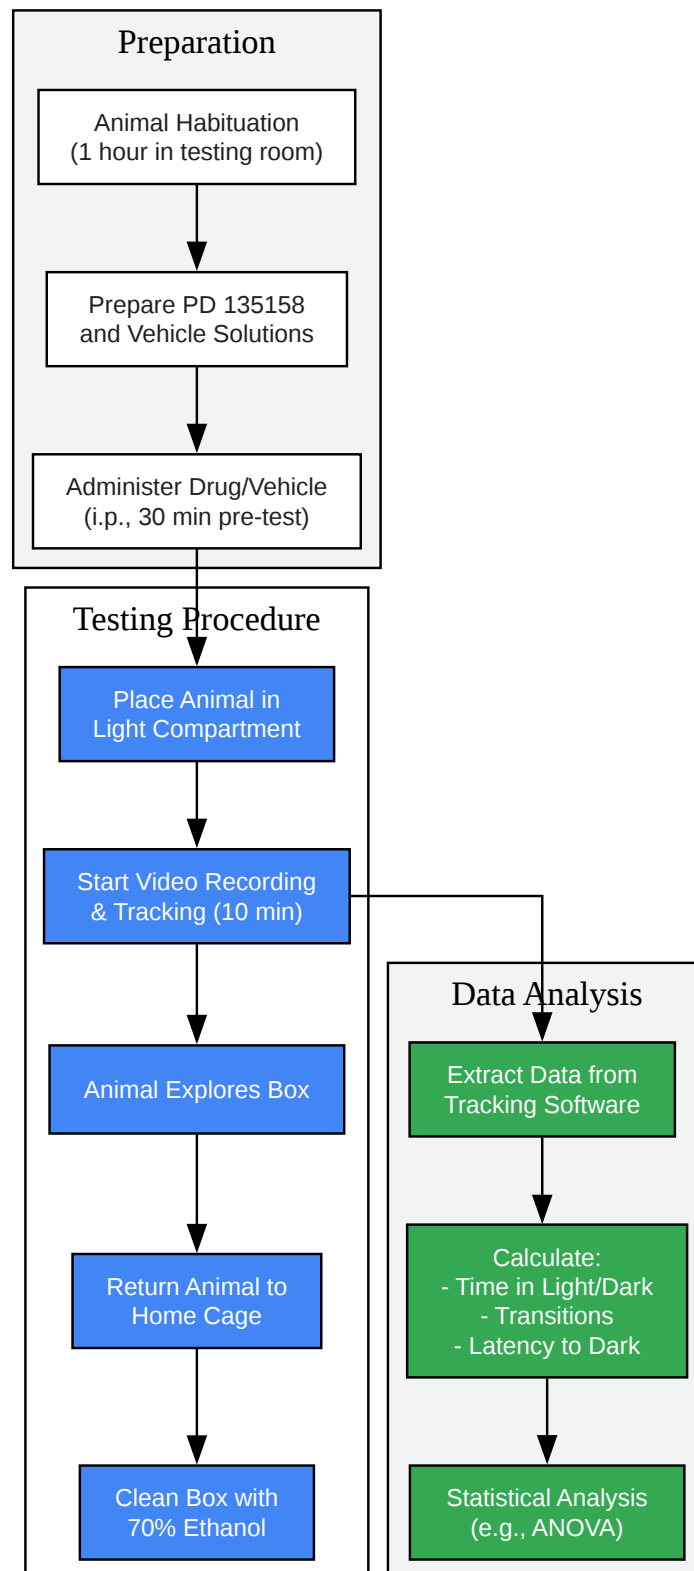 Preparation
Animal Habituation
(1 hour in testing room)
Prepare PD 135158
and Vehicle Solutions
Administer Drug/Vehicle
(i.p., 30 min pre-test)
Testing Procedure
Place Animal in
Light Compartment
Start Video Recording
& Tracking (10 min)
Animal Explores Box
Return Animal to
Home Cage
Clean Box with
70% Ethanol
Data Analysis
Extract Data from
Tracking Software
Calculate:
- Time in Light/Dark
- Transitions
- Latency to Dark
Statistical Analysis
(e.g., ANOVA)